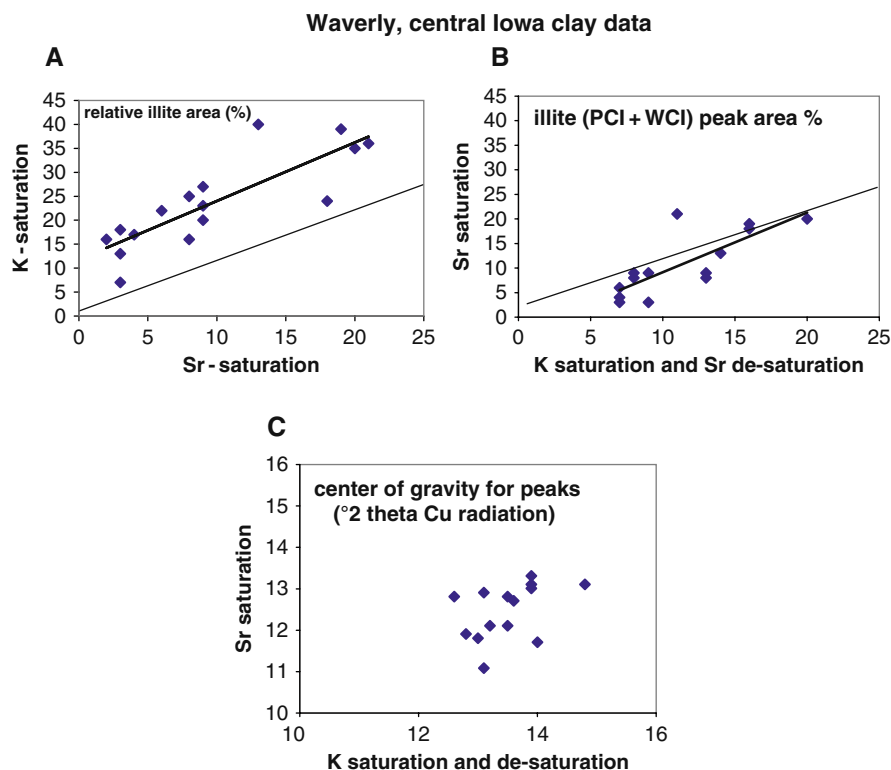 Waverly, central Iowa clay data
A
relative illite area (%)
K - saturation
45
40
35
30
25
20
15
10
5
0
0 5 10 15 20 25
Sr - saturation
B
illite (PCI + WCI) peak area %
Sr saturation
45
40
35
30
25
20
15
10
5
0
0 5 10 15 20 25
K saturation and Sr de-saturation
C
center of gravity for peaks
(°2 theta Cu radiation)
Sr saturation
16
15
14
13
12
11
10
10 12 14 16
K saturation and de-saturation